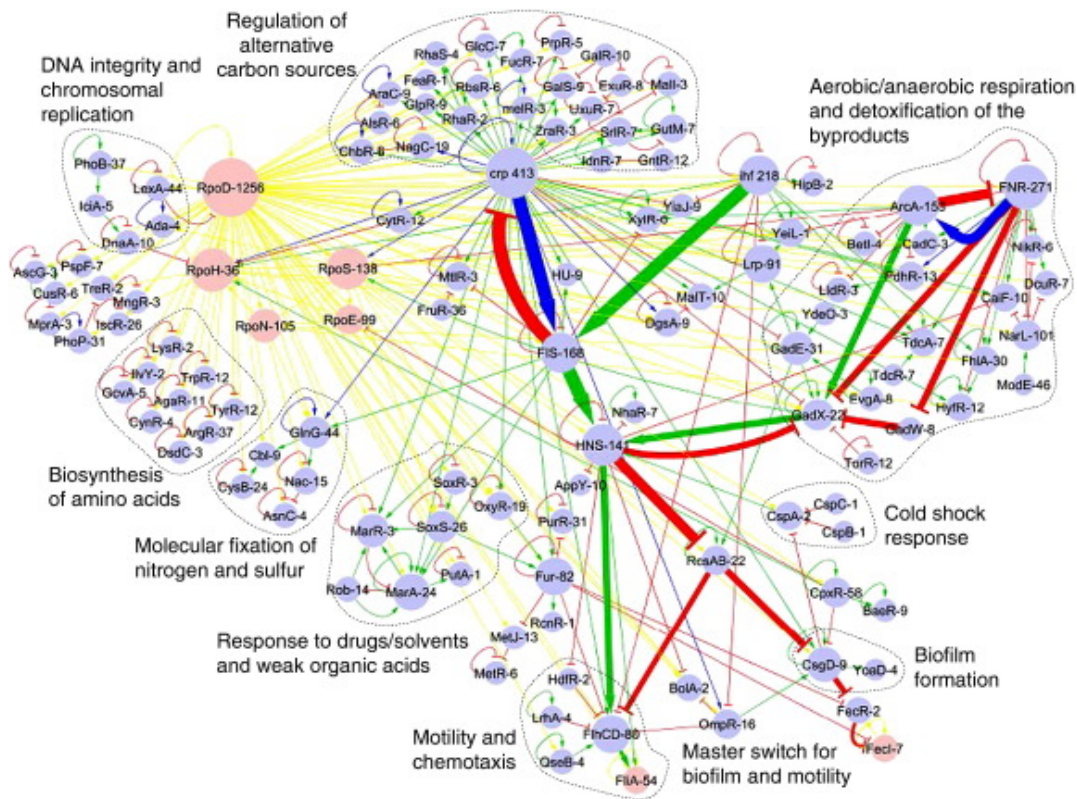 Regulation of
alternative
carbon sources
DNA integrity and
chromosomal
replication
Aerobic/anaerobic respiration
and detoxification of the
byproducts
RhaS-4
GlcC-7
PrpR-5
FucR-7
GalR-10
FeaR-1
RbsR-6
GalS-9
ExuR-8
MalI-3
AraC-9
GlpR-9
melR-3
UxuR-7
AlsR-6
RhaR-2
ZraR-3
SrlR-7
GutM-7
NagC-19
IdnR-7
GntR-12
PhoB-37
RpoD-1256
LexA-44
crp 413
ihf 218
HipB-2
FNR-271
IciA-5
Ada-4
CytR-12
YiaJ-9
XylR-6
ArcA-153
DnaA-10
YeiL-1
BetI-4
CadC-3
NikR-6
AscG-3
PspF-7
RpoH-36
RpoS-138
MtlR-3
HU-9
Lrp-91
PdhR-13
DcuR-7
CusR-6
TreR-2
MngR-3
MalT-10
LldR-3
CaiF-10
MprA-3
IscR-26
RpoN-105
RpoE-99
FruR-36
DgsA-9
YdeO-3
PhoP-31
NarL-101
FIS-168
GadE-31
TdcA-7
FhlA-30
LysR-2
IlvY-2
TrpR-12
TdcR-7
ModE-46
GcvA-5
AgaR-11
EvgA-8
HyfR-12
CynR-4
TyrR-12
GadX-22
ArgR-37
GlnG-44
NhaR-7
GadW-8
DsdC-3
HNS-14
TorR-12
Biosynthesis
of amino acids
Cbl-9
CysB-24
Nac-15
AsnC-4
SoxR-3
OxyR-19
AppY-10
CspC-1
CspA-2
CspB-1
Cold shock
response
Molecular fixation of
nitrogen and sulfur
MarR-3
SoxS-26
PurR-31
RcsAB-22
Rob-14
MarA-24
PutA-1
Fur-82
CpxR-58
BaeR-9
Response to drugs/solvents
and weak organic acids
RcnR-1
MetJ-13
MetR-6
HdfR-2
BolA-2
CsgD-9
YcaD-4
Biofilm
formation
LrhA-4
OmpR-16
FecR-2
FlhCD-80
FecI-7
QseB-4
FliA-54
Motility and
chemotaxis
Master switch for
biofilm and motility